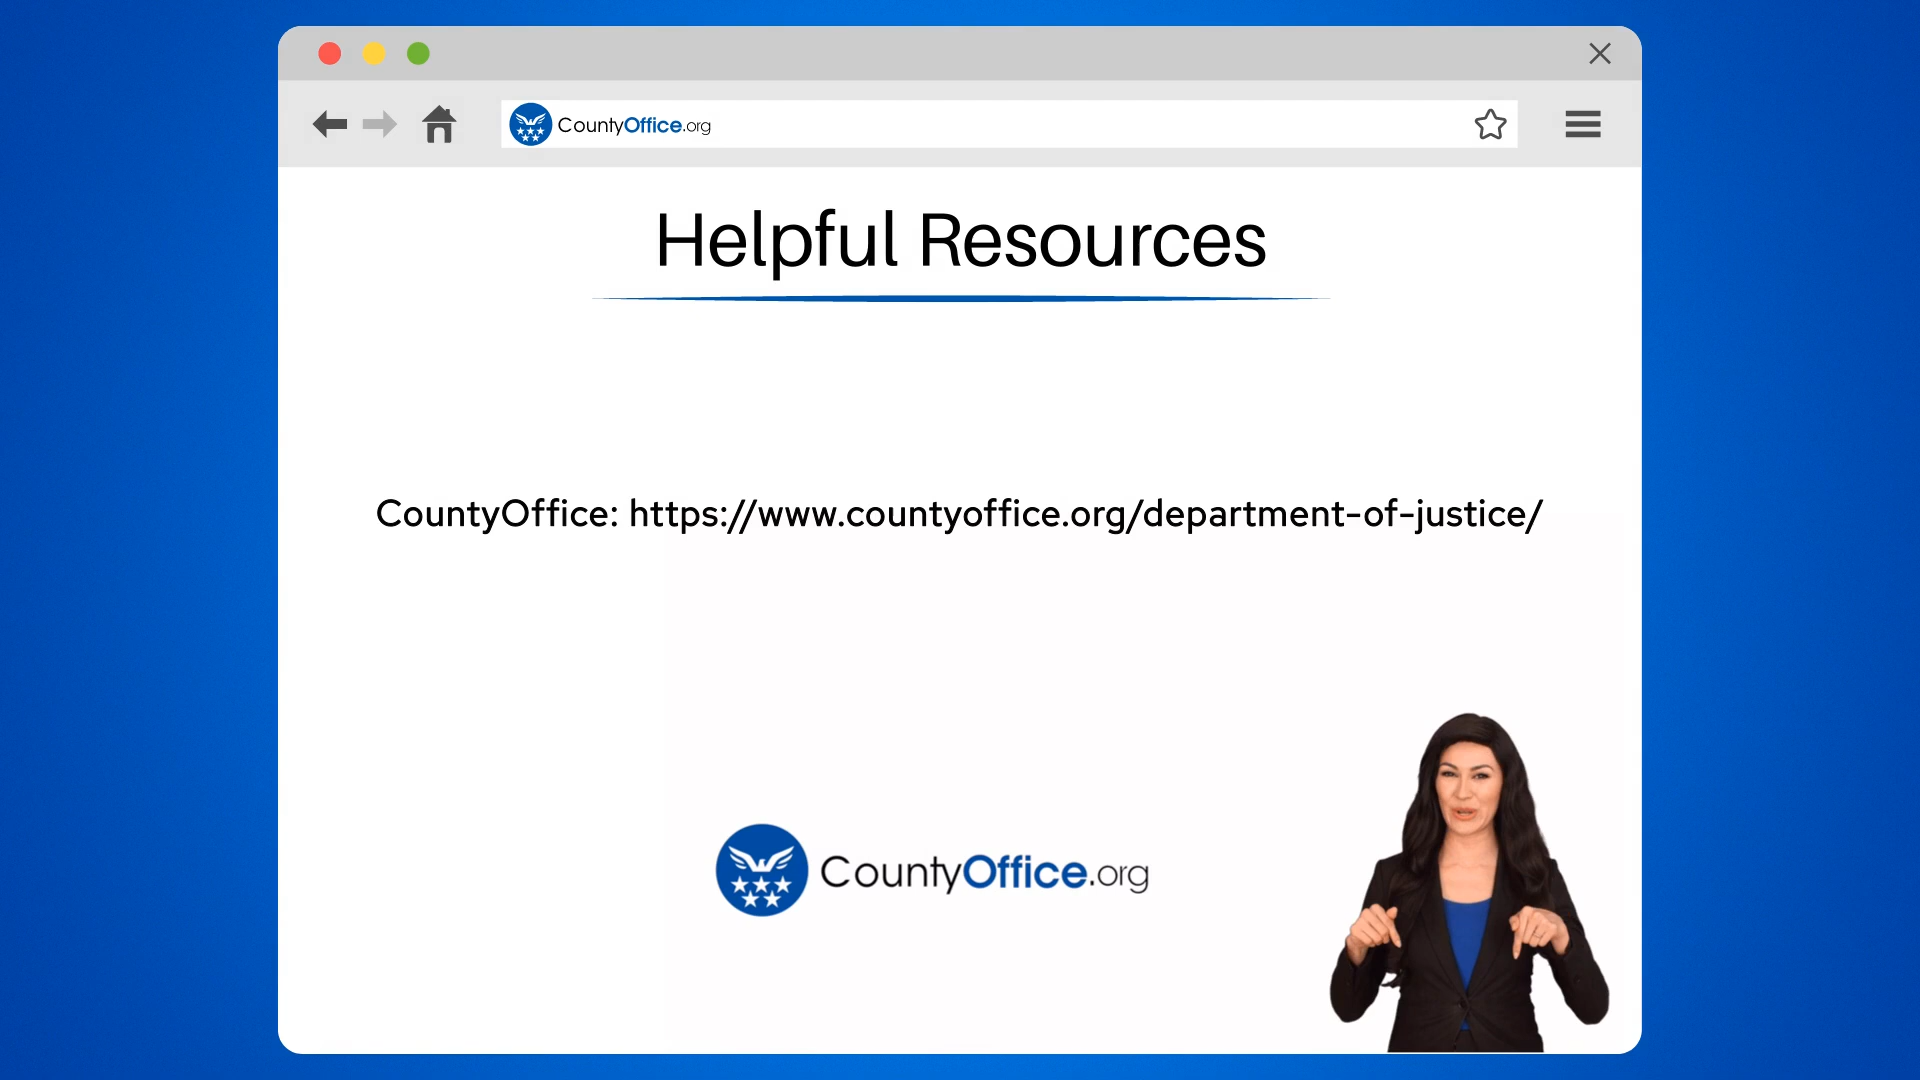 CountyOffice.org
Helpful Resources
CountyOffice: https://www.countyoffice.org/department-of-justice/
CountyOffice.org